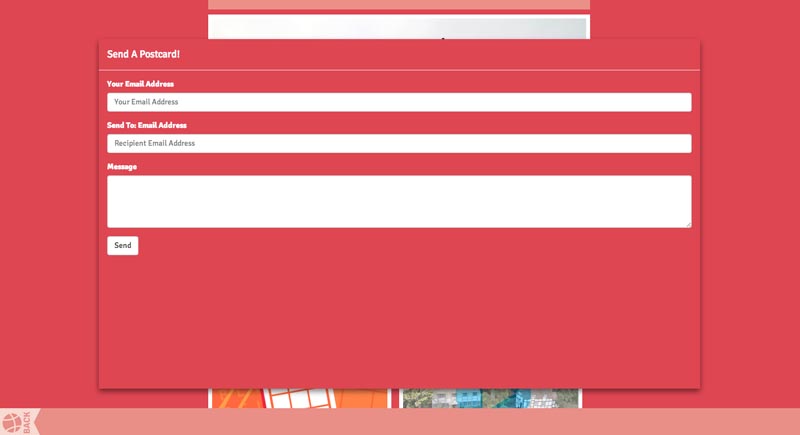 Send A Postcard!
Your Email Address
Your Email Address
Send To: Email Address
Recipient Email Address
Message
Send
BACK